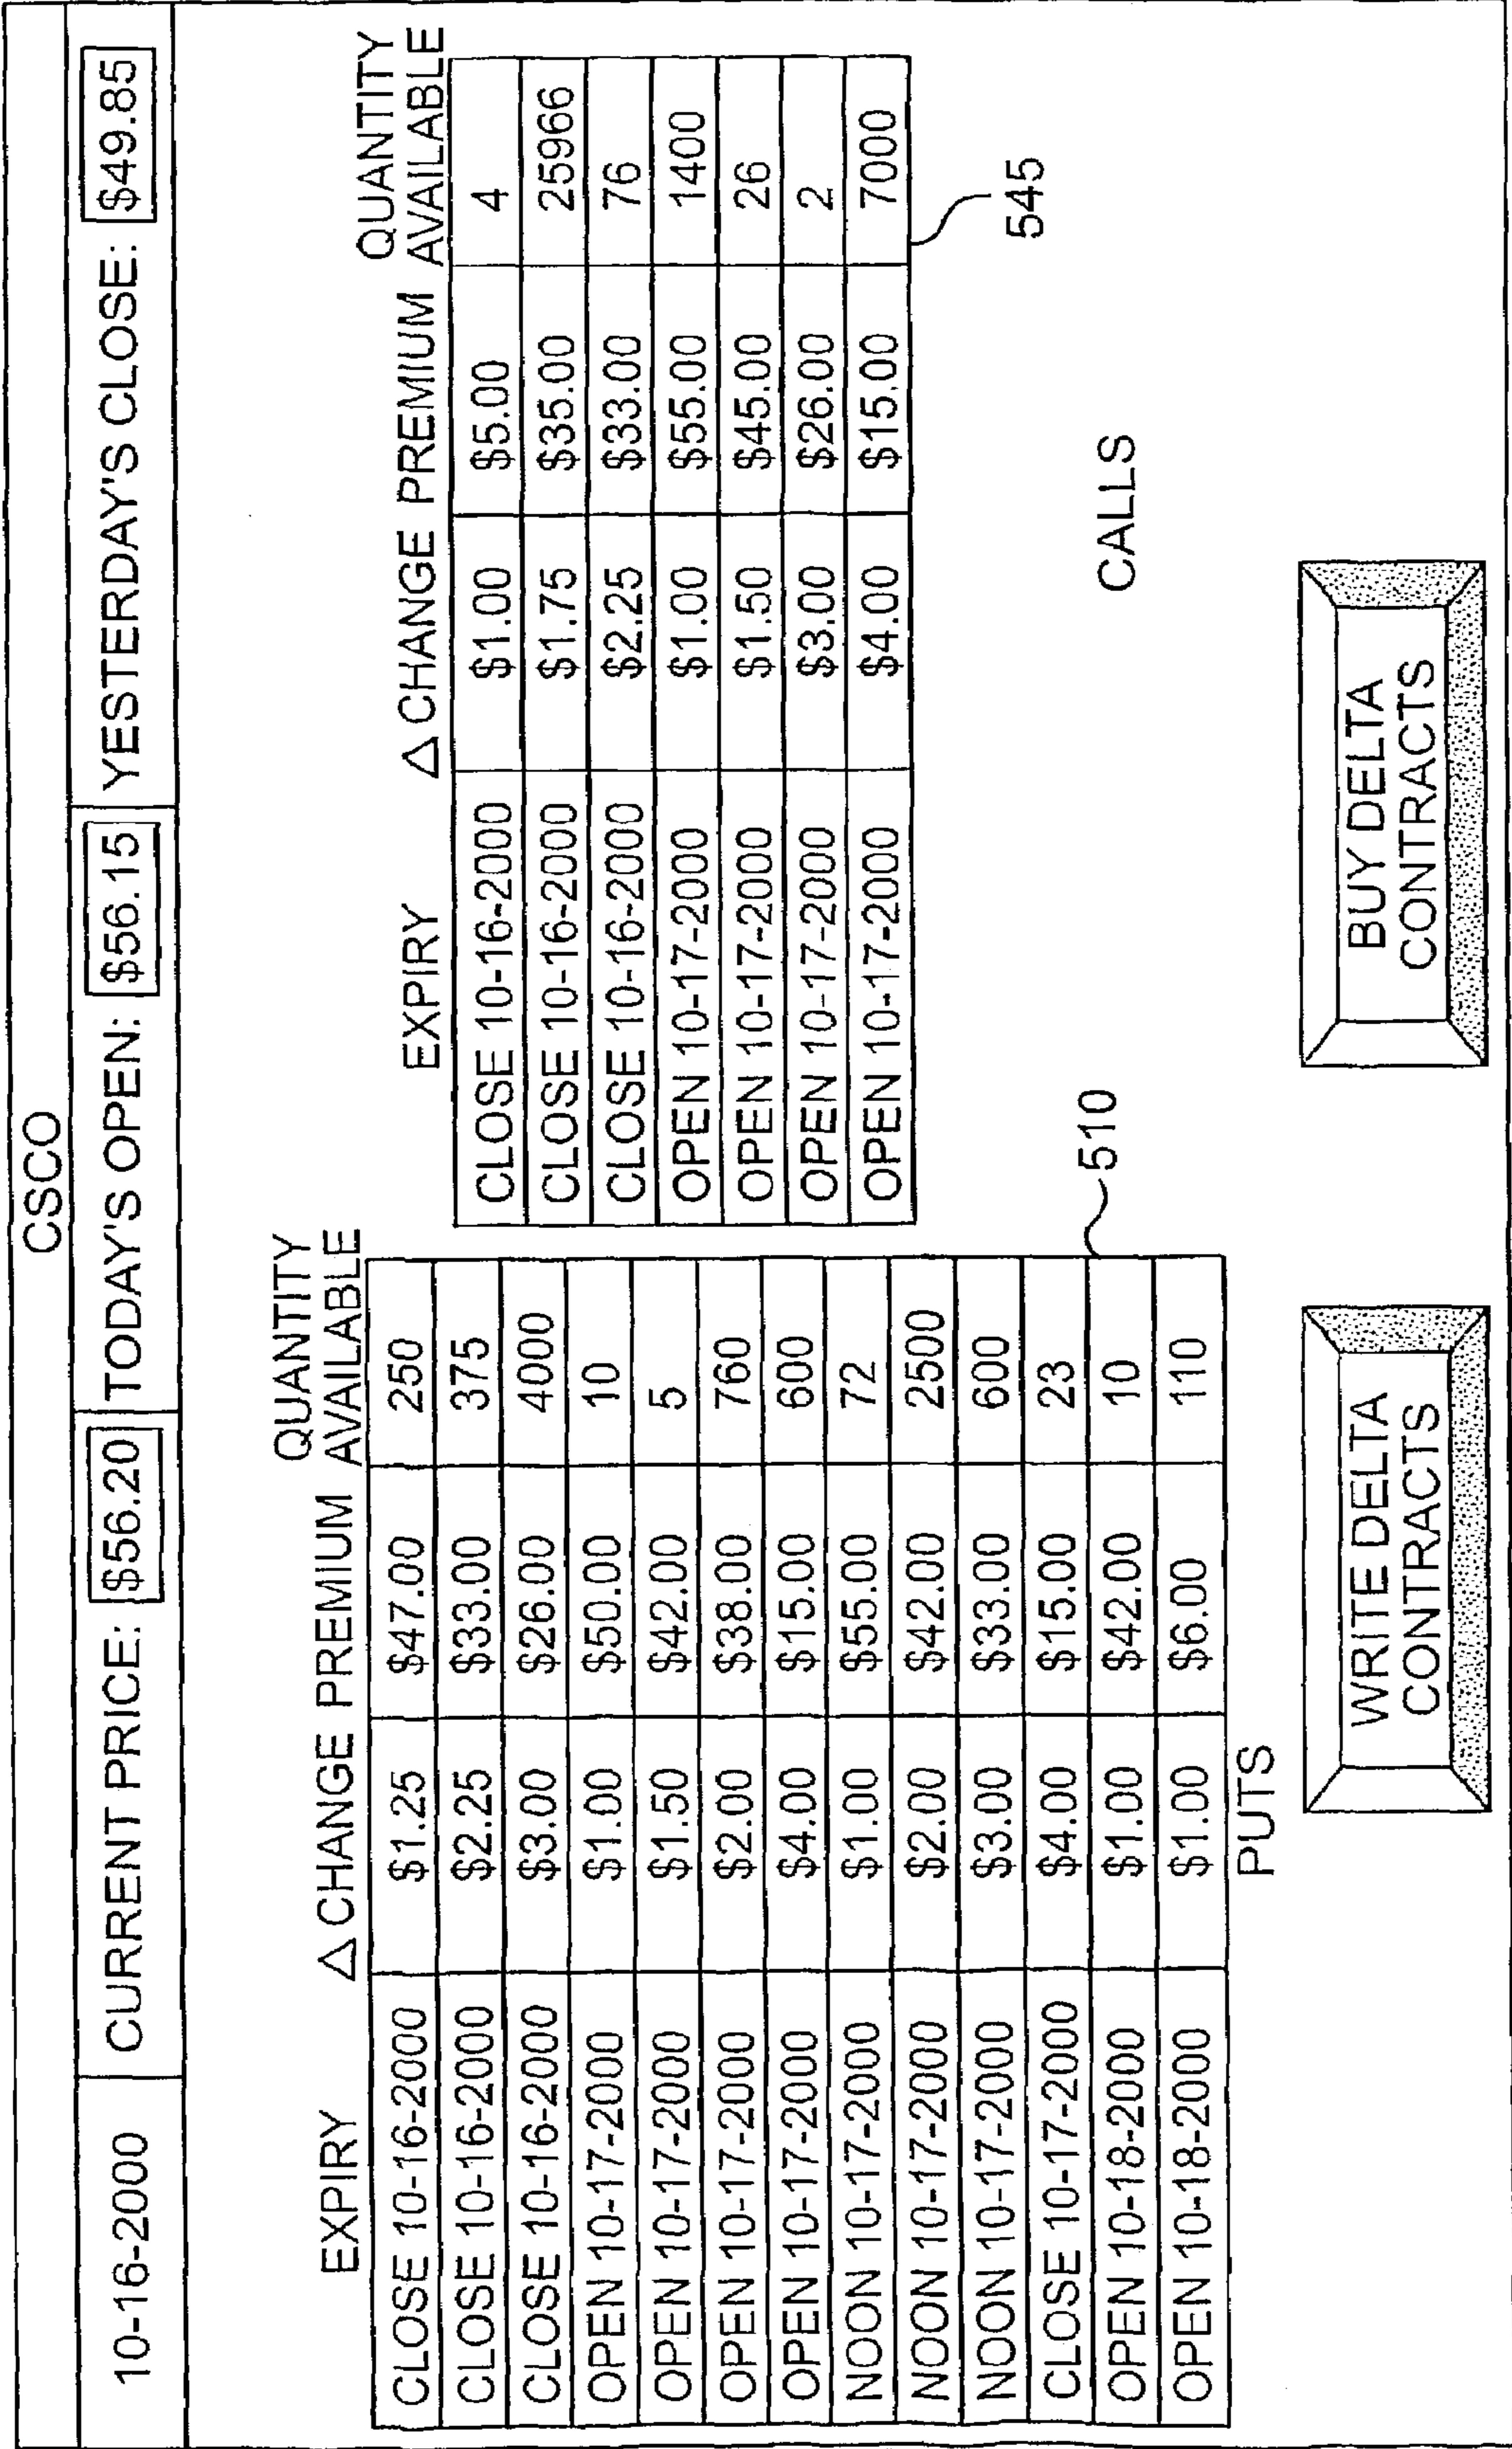 CSCO
10-16-2000 CURRENT PRICE: $56.20 TODAY'S OPEN: $56.15 YESTERDAY'S CLOSE: $49.85
EXPIRY Δ CHANGE PREMIUM QUANTITY AVAILABLE
CLOSE 10-16-2000 $1.25 $47.00 250
CLOSE 10-16-2000 $2.25 $33.00 375
CLOSE 10-16-2000 $3.00 $26.00 4000
OPEN 10-17-2000 $1.00 $50.00 10
OPEN 10-17-2000 $1.50 $42.00 5
OPEN 10-17-2000 $2.00 $38.00 760
OPEN 10-17-2000 $4.00 $15.00 600
NOON 10-17-2000 $1.00 $55.00 72
NOON 10-17-2000 $2.00 $42.00 2500
NOON 10-17-2000 $3.00 $33.00 600
CLOSE 10-17-2000 $4.00 $15.00 23
OPEN 10-18-2000 $1.00 $42.00 10
OPEN 10-18-2000 $1.00 $6.00 110
510
PUTS
EXPIRY Δ CHANGE PREMIUM QUANTITY AVAILABLE
CLOSE 10-16-2000 $1.00 $5.00 4
CLOSE 10-16-2000 $1.75 $35.00 25966
CLOSE 10-16-2000 $2.25 $33.00 76
OPEN 10-17-2000 $1.00 $55.00 1400
OPEN 10-17-2000 $1.50 $45.00 26
OPEN 10-17-2000 $3.00 $26.00 2
OPEN 10-17-2000 $4.00 $15.00 7000
545
CALLS
WRITE DELTA
CONTRACTS
BUY DELTA
CONTRACTS